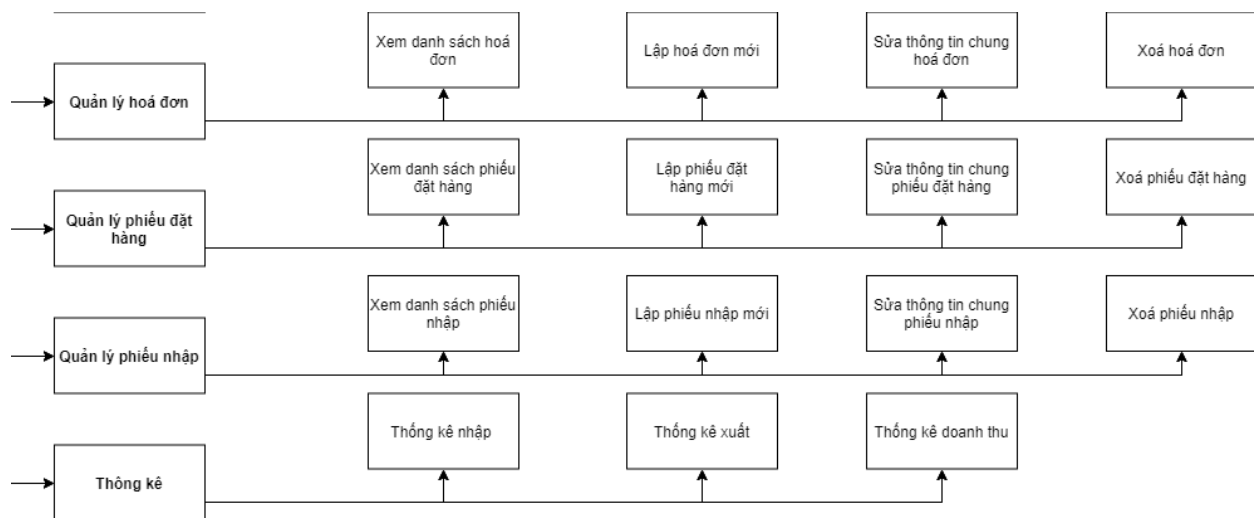 Xem danh sách hoá
đơn
Lập hoá đơn mới
Sửa thông tin chung
hoá đơn
Xoá hoá đơn
Quản lý hoá đơn
Xem danh sách phiếu
đặt hàng
Lập phiếu đặt
hàng mới
Sửa thông tin chung
phiếu đặt hàng
Xoá phiếu đặt hàng
Quản lý phiếu đặt
hàng
Xem danh sách phiếu
nhập
Lập phiếu nhập mới
Sửa thông tin chung
phiếu nhập
Xoá phiếu nhập
Quản lý phiếu nhập
Thống kê nhập
Thống kê xuất
Thống kê doanh thu
Thông kê